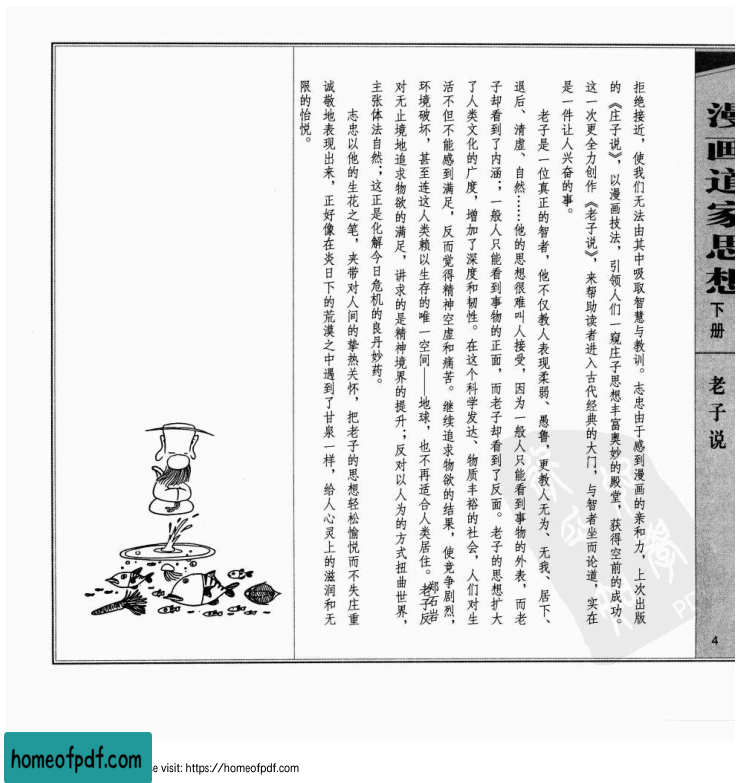 漫画道家思想 下册
老子说
4
拒绝接近，使我们无法由其中吸取智慧与教训。志忠由于感到漫画的亲和力，上次出版
的《庄子说》，以漫画技法，引领人们一窥庄子思想丰富奥妙的殿堂，获得空前的成功。
这一次更全力创作《老子说》，来帮助读者进入古代经典的大门，与智者坐而论道，实在
是一件让人兴奋的事。
老子是一位真正的智者，他不仅教人表现柔弱、愚鲁，更教人无为、无我、居下、
退后、清虚、自然……他的思想很难叫人接受，因为一般人只能看到事物的外表，而老
子却看到了内涵；一般人只能看到事物的正面，而老子却看到了反面。老子的思想扩大
了人类文化的广度，增加了深度和韧性。在这个科学发达、物质丰裕的社会，人们对生
活不但不能感到满足，反而觉得精神空虚和痛苦。继续追求物欲的结果，使竞争剧烈，
郑石岩
环境破坏，甚至连这人类赖以生存的唯一空间——地球，也不再适合人类居住。老子反
对无止境地追求物欲的满足，讲求的是精神境界的提升；反对以人为的方式扭曲世界，
主张体法自然；这正是化解今日危机的良丹妙药。
志忠以他的生花之笔，夹带对人间的挚热关怀，把老子的思想轻松愉悦而不失庄重
诚敬地表现出来，正好像在炎日下的荒漠之中遇到了甘泉一样，给人心灵上的滋润和无
限的怡悦。
homeofpdf.com
e visit: https://homeofpdf.com